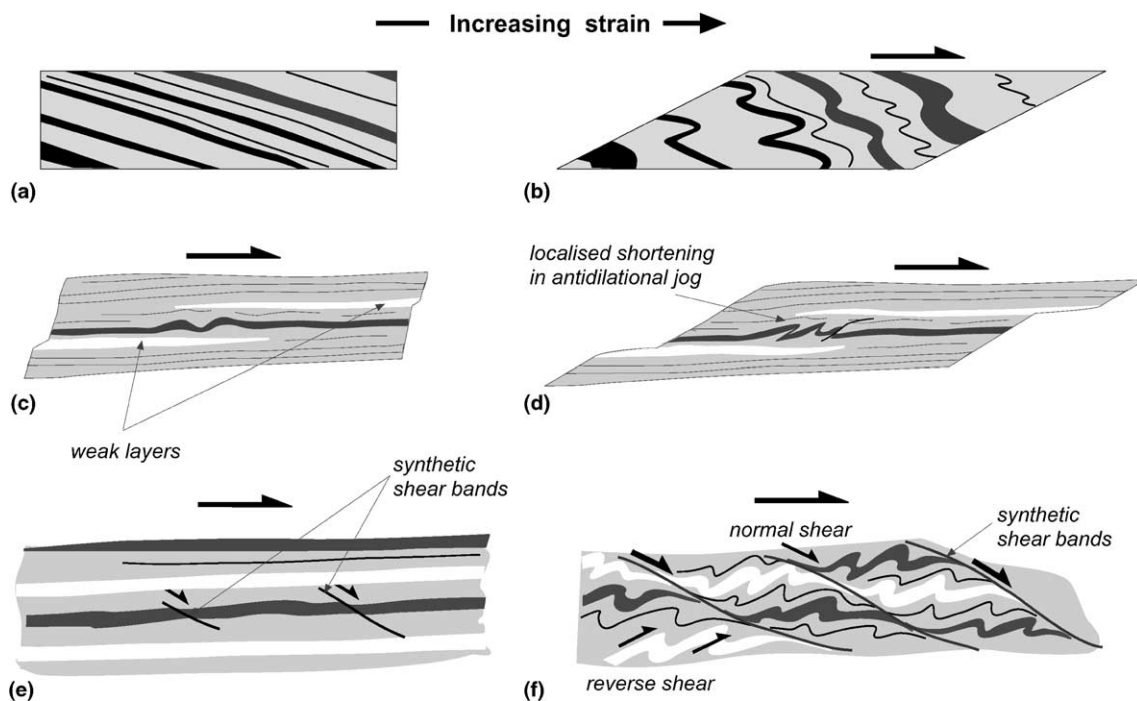 Increasing strain
(a)
(b)
localised shortening
in antidilational jog
(c)
(d)
weak layers
synthetic
shear bands
normal shear
synthetic
shear bands
(e)
reverse shear
(f)